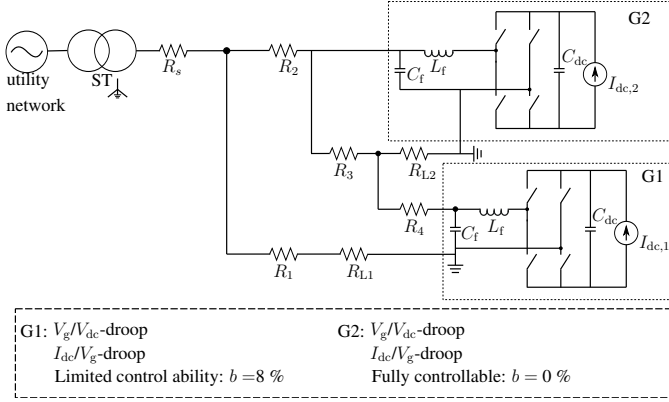 G2
utility
network
ST
R_s
R_2
C_f
L_f
C_dc
I_dc,2
R_3
R_L2
G1
R_4
C_f
L_f
C_dc
I_dc,1
R_1
R_L1
G1: V_g/V_dc-droop
I_dc/V_g-droop
Limited control ability: b =8 %
G2: V_g/V_dc-droop
I_dc/V_g-droop
Fully controllable: b = 0 %